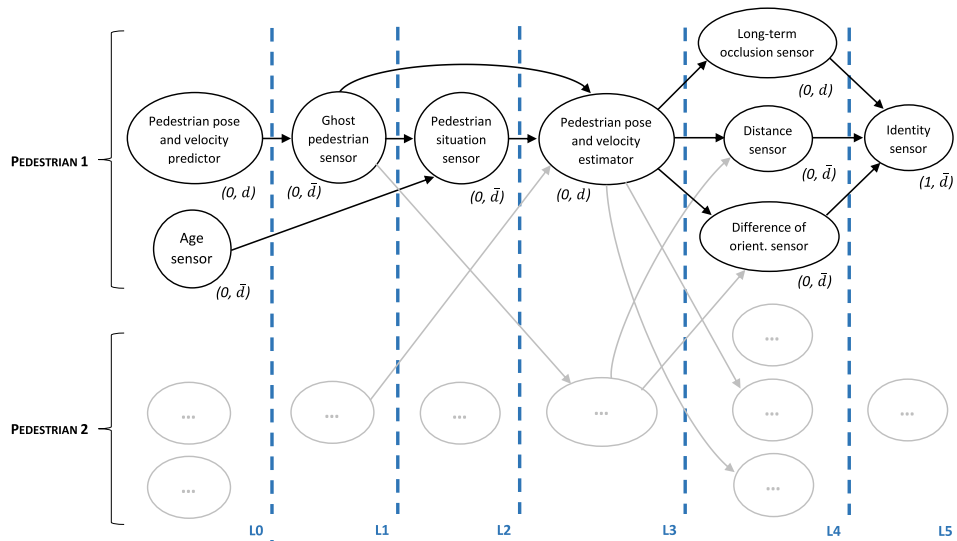 PEDESTRIAN 1
Pedestrian pose
and velocity
predictor
(0, d)
Age
sensor
(0, d̄)
Ghost
pedestrian
sensor
(0, d̄)
Pedestrian
situation
sensor
(0, d̄)
Pedestrian pose
and velocity
estimator
(0, d)
Long-term
occlusion sensor
(0, d)
Distance
sensor
(0, d̄)
Difference of
orient. sensor
(0, d̄)
Identity
sensor
(1, d̄)
PEDESTRIAN 2
...
...
...
...
...
...
...
...
...
L0
L1
L2
L3
L4
L5